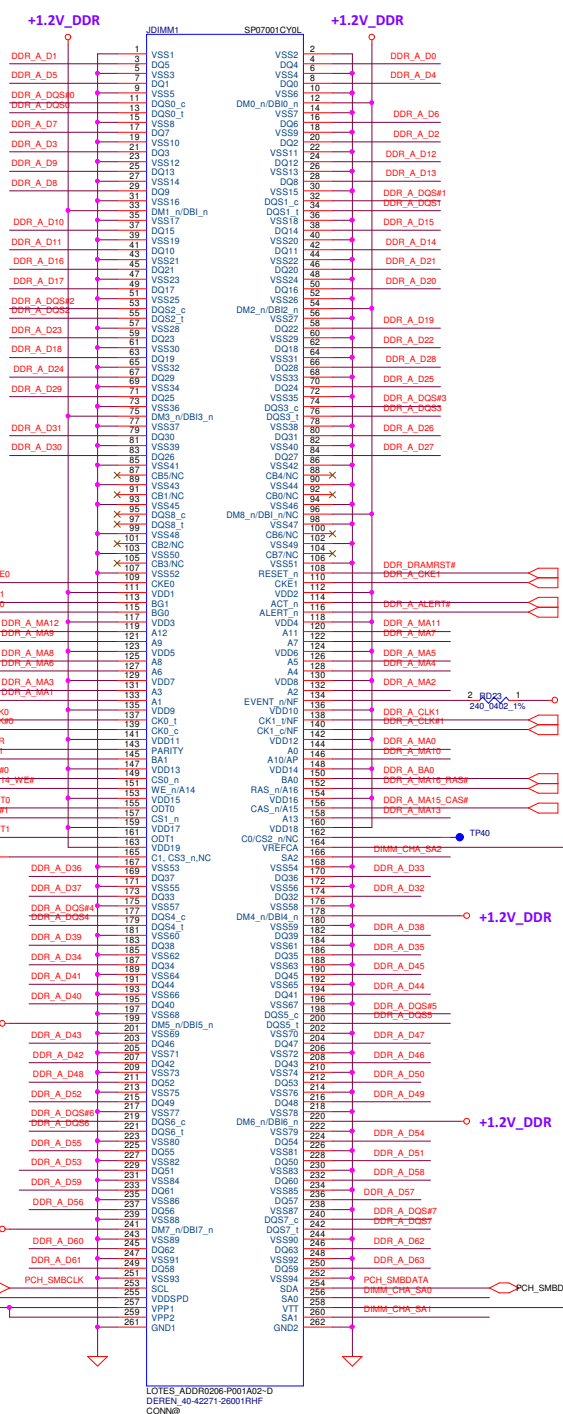 +1.2V_DDR +1.2V_DDR
JDIMM1 SP07001CY0L
1 VSS1 VSS2 2
DDR_A_D1 3 DQ5 DQ4 4 DDR_A_D0
5 VSS3 VSS4 6
DDR_A_D5 7 DQ1 DQ0 8 DDR_A_D4
9 VSS5 VSS6 10
DDR_A_DQS#0 11 DQS0_c DM0_n/DBI0_n 12
DDR_A_DQS0 13 DQS0_t VSS7 14
15 VSS8 DQ6 16 DDR_A_D6
DDR_A_D7 17 DQ7 VSS9 18
19 VSS10 DQ2 20 DDR_A_D2
DDR_A_D3 21 DQ3 VSS11 22
23 VSS12 DQ12 24 DDR_A_D12
DDR_A_D9 25 DQ13 VSS13 26
27 VSS14 DQ8 28 DDR_A_D13
DDR_A_D8 29 DQ9 VSS15 30
31 VSS16 DQS1_c 32 DDR_A_DQS#1
33 DM1_n/DBI_n DQS1_t 34 DDR_A_DQS1
35 VSS17 VSS18 36
DDR_A_D10 37 DQ15 DQ14 38 DDR_A_D15
39 VSS19 VSS20 40
DDR_A_D11 41 DQ10 DQ11 42 DDR_A_D14
43 VSS21 VSS22 44
DDR_A_D16 45 DQ21 DQ20 46 DDR_A_D21
47 VSS23 VSS24 48
DDR_A_D17 49 DQ17 DQ16 50 DDR_A_D20
51 VSS25 VSS26 52
DDR_A_DQS#2 53 DQS2_c DM2_n/DBI2_n 54
DDR_A_DQS2 55 DQS2_t VSS27 56
57 VSS28 DQ22 58 DDR_A_D19
DDR_A_D23 59 DQ23 VSS29 60
61 VSS30 DQ18 62 DDR_A_D22
DDR_A_D18 63 DQ19 VSS31 64
65 VSS32 DQ28 66 DDR_A_D28
DDR_A_D24 67 DQ29 VSS33 68
69 VSS34 DQ24 70 DDR_A_D25
DDR_A_D29 71 DQ25 VSS35 72
73 VSS36 DQS3_c 74 DDR_A_DQS#3
75 DM3_n/DBI3_n DQS3_t 76 DDR_A_DQS3
77 VSS37 VSS38 78
DDR_A_D31 79 DQ30 DQ31 80 DDR_A_D26
81 VSS39 VSS40 82
DDR_A_D30 83 DQ26 DQ27 84 DDR_A_D27
85 VSS41 VSS42 86
87 CB5/NC CB4/NC 88
89 VSS43 VSS44 90
91 CB1/NC CB0/NC 92
93 VSS45 VSS46 94
95 DQS8_c DM8_n/DBI_n/NC 96
97 DQS8_t VSS47 98
99 VSS48 CB6/NC 100
101 CB2/NC VSS49 102
103 VSS50 CB7/NC 104
105 CB3/NC VSS51 106
107 VSS52 RESET_n 108 DDR_DRAMRST#
E0 109 CKE0 CKE1 110 DDR_A_CKE1
111 VDD1 VDD2 112
1 113 BG1 ACT_n 114
0 115 BG0 ALERT_n 116 DDR_A_ALERT#
117 VDD3 VDD4 118
DDR_A_MA12 119 A12 A11 120 DDR_A_MA11
DDR_A_MA9 121 A9 A7 122 DDR_A_MA7
123 VDD5 VDD6 124
DDR_A_MA8 125 A8 A5 126 DDR_A_MA5
DDR_A_MA6 127 A6 A4 128 DDR_A_MA4
129 VDD7 VDD8 130
DDR_A_MA3 131 A3 A2 132 DDR_A_MA2
DDR_A_MA1 133 A1 EVENT_n/NF 134 2 RD23 1
240_0402_1%
135 VDD9 VDD10 136
K0 137 CK0_t CK1_t/NF 138 DDR_A_CLK1
K#0 139 CK0_c CK1_c/NF 140 DDR_A_CLK#1
141 VDD11 VDD12 142
R 143 PARITY A0 144 DDR_A_MA0
1 145 BA1 A10/AP 146 DDR_A_MA10
147 VDD13 VDD14 148
#0 149 CS0_n BA0 150 DDR_A_BA0
14_WE# 151 WE_n/A14 RAS_n/A16 152 DDR_A_MA16_RAS#
153 VDD15 VDD16 154
T0 155 ODT0 CAS_n/A15 156 DDR_A_MA15_CAS#
#1 157 CS1_n A13 158 DDR_A_MA13
159 VDD17 VDD18 160
T1 161 ODT1 C0/CS2_n/NC 162 TP40
163 VDD19 VREFCA 164
165 C1, CS3_n,NC SA2 166 DIMM_CHA_SA2
167 VSS53 VSS54 168
DDR_A_D36 169 DQ37 DQ36 170 DDR_A_D33
171 VSS55 VSS56 172
DDR_A_D37 173 DQ33 DQ32 174 DDR_A_D32
175 VSS57 VSS58 176
DDR_A_DQS#4 177 DQS4_c DM4_n/DBI4_n 178 +1.2V_DDR
DDR_A_DQS4 179 DQS4_t VSS59 180
181 VSS60 DQ39 182 DDR_A_D38
DDR_A_D39 183 DQ38 VSS61 184
185 VSS62 DQ35 186 DDR_A_D35
DDR_A_D34 187 DQ34 VSS63 188
189 VSS64 DQ45 190 DDR_A_D45
DDR_A_D41 191 DQ44 VSS65 192
193 VSS66 DQ41 194 DDR_A_D44
DDR_A_D40 195 DQ40 VSS67 196
197 VSS68 DQS5_c 198 DDR_A_DQS#5
199 DM5_n/DBI5_n DQS5_t 200 DDR_A_DQS5
201 VSS69 VSS70 202
DDR_A_D43 203 DQ46 DQ47 204 DDR_A_D47
205 VSS71 VSS72 206
DDR_A_D42 207 DQ42 DQ43 208 DDR_A_D46
209 VSS73 VSS74 210
DDR_A_D48 211 DQ52 DQ53 212 DDR_A_D50
213 VSS75 VSS76 214
DDR_A_D52 215 DQ49 DQ48 216 DDR_A_D49
217 VSS77 VSS78 218
DDR_A_DQS#6 219 DQS6_c DM6_n/DBI6_n 220 +1.2V_DDR
DDR_A_DQS6 221 DQS6_t VSS79 222
223 VSS80 DQ54 224 DDR_A_D54
DDR_A_D55 225 DQ55 VSS81 226
227 VSS82 DQ50 228 DDR_A_D51
DDR_A_D53 229 DQ51 VSS83 230
231 VSS84 DQ60 232 DDR_A_D58
DDR_A_D59 233 DQ61 VSS85 234
235 VSS86 DQ57 236 DDR_A_D57
DDR_A_D56 237 DQ56 VSS87 238
239 VSS88 DQS7_c 240 DDR_A_DQS#7
241 DM7_n/DBI7_n DQS7_t 242 DDR_A_DQS7
243 VSS89 VSS90 244
DDR_A_D60 245 DQ62 DQ63 246 DDR_A_D62
247 VSS91 VSS92 248
DDR_A_D61 249 DQ58 DQ59 250 DDR_A_D63
251 VSS93 VSS94 252
PCH_SMBCLK 253 SCL SDA 254 PCH_SMBDATA PCH_SMBD
255 VDDSPD SA0 256 DIMM_CHA_SA0
257 VPP1 VTT 258
259 VPP2 SA1 260 DIMM_CHA_SA1
261 GND1 GND2 262
LOTES_ADDR0206-P001A02~D
DEREN_40-42271-26001RHF
CONN@